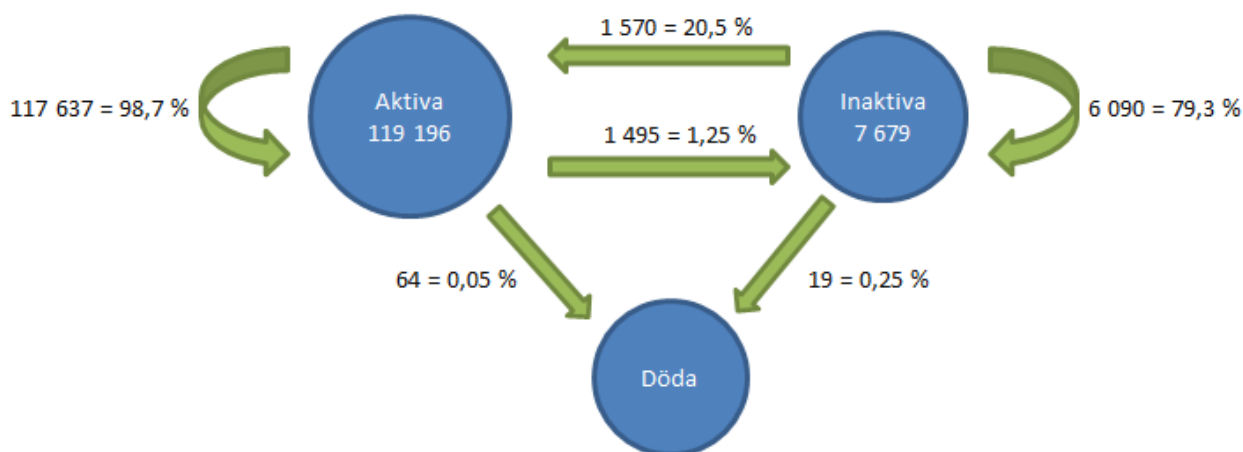 1 570 = 20,5 %
117 637 = 98,7 %
Aktiva
119 196
Inaktiva
7 679
6 090 = 79,3 %
1 495 = 1,25 %
64 = 0,05 %
19 = 0,25 %
Döda